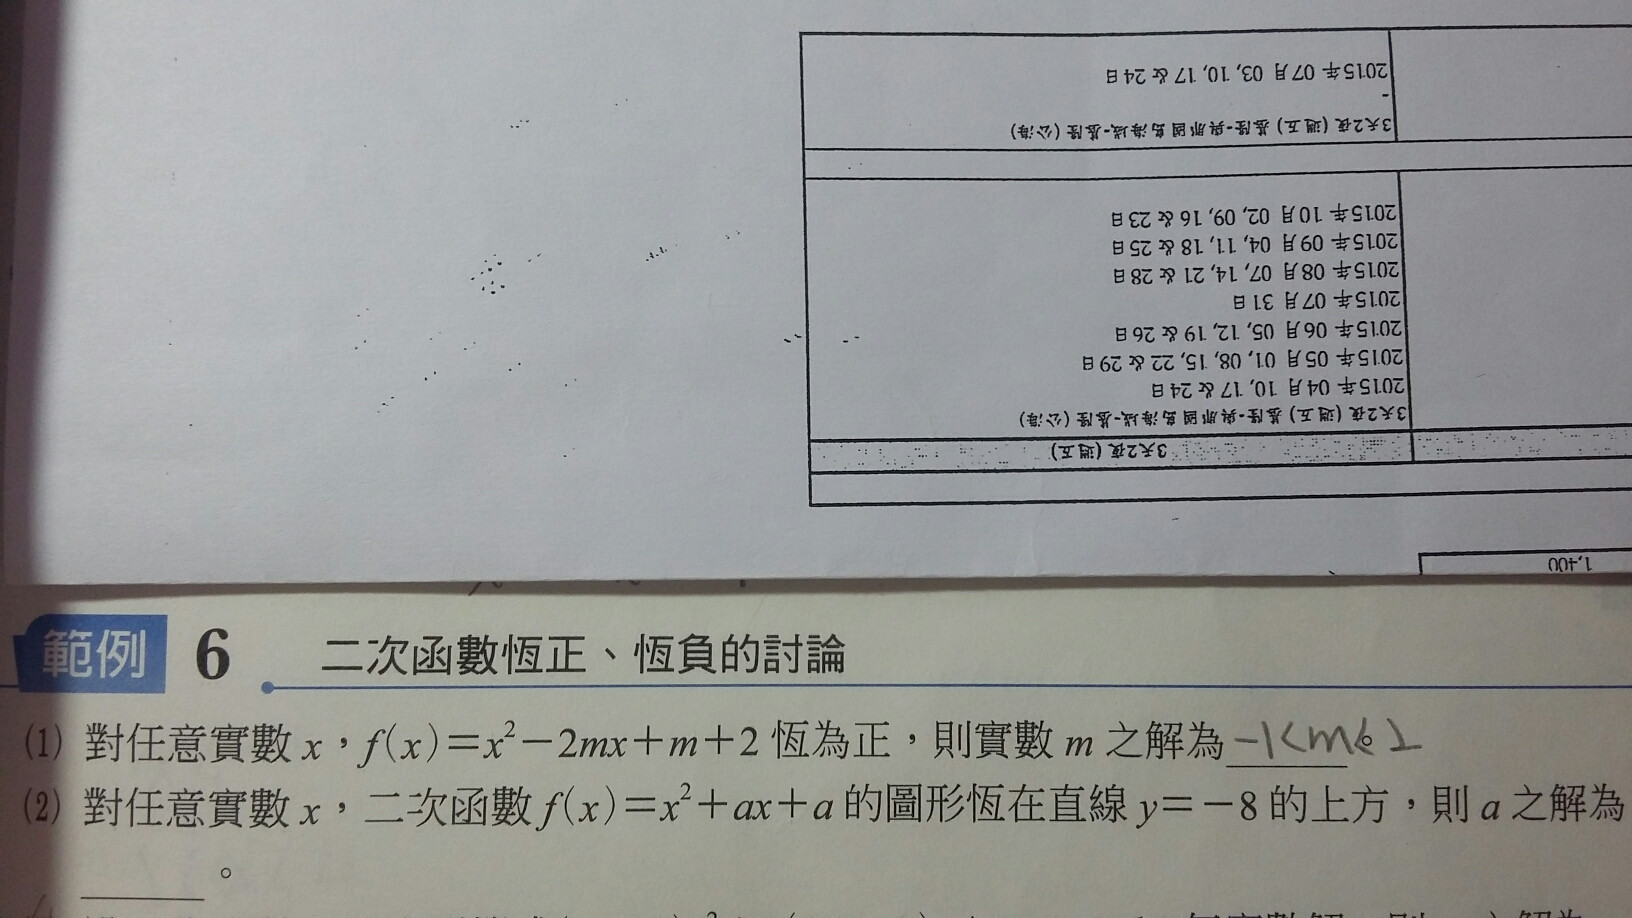 2015年 07月 03, 10, 17 & 24日
-
3天2夜 (週五) 基隆-與那國島海域-基隆 (公海)
2015年 10月 02, 09, 16 & 23日
2015年 09月 04, 11, 18 & 25日
2015年 08月 07, 14, 21 & 28日
2015年 07月 31日
2015年 06月 05, 12, 19 & 26日
2015年 05月 01, 08, 15, 22 & 29日
2015年 04月 10, 17 & 24日
3天2夜 (週五) 基隆-與那國島海域-基隆 (公海)
3天2夜 (週五)
1,400
範例 6 二次函數恆正、恆負的討論
(1) 對任意實數 x，f(x)=x²-2mx+m+2 恆為正，則實數 m 之解為 -1<m<2。
(2) 對任意實數 x，二次函數 f(x)=x²+ax+a 的圖形恆在直線 y=-8 的上方，則 a 之解為
。